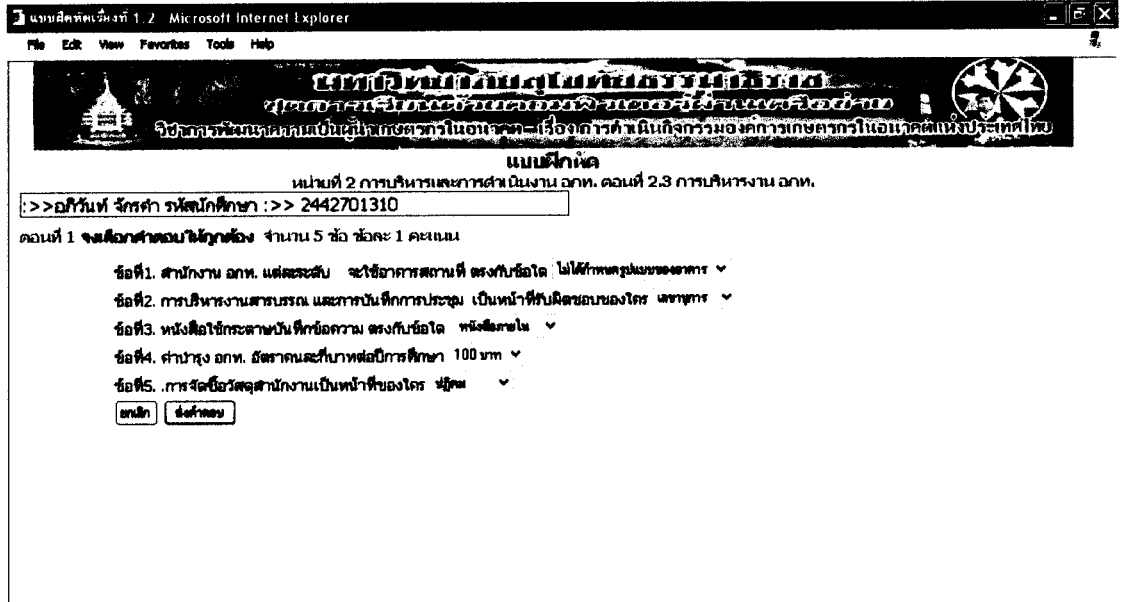 แบบฝึกหัดเรื่องที่ 1.2 Microsoft Internet Explorer
File Edit View Favorites Tools Help
มหาวิทยาลัยสุโขทัยธรรมาธิราช
วิชาการพัฒนาความเป็นผู้นำเกษตรกรในอนาคต-เรื่องการดำเนินกิจกรรมองค์การเกษตรกรในอนาคตแห่งประเทศไทย
แบบฝึกหัด
หน่วยที่ 2 การบริหารและการดำเนินงาน อกท. ตอนที่ 2.3 การบริหารงาน อกท.
:>>อภิวันท์ จักรคำ รหัสนักศึกษา :>> 2442701310
ตอนที่ 1 จงเลือกคำตอบให้ถูกต้อง จำนวน 5 ข้อ ข้อละ 1 คะแนน
ข้อที่1. สำนักงาน อกท. แต่ละระดับ จะใช้อาคารสถานที่ ตรงกับข้อใด ไม่ได้กำหนดรูปแบบของอาคาร
ข้อที่2. การบริหารงานสารบรรณ และการบันทึกการประชุม เป็นหน้าที่รับผิดชอบของใคร เลขานุการ
ข้อที่3. หนังสือใช้กระดาษบันทึกข้อความ ตรงกับข้อใด หนังสือภายใน
ข้อที่4. ค่าบำรุง อกท. อัตราคนละกี่บาทต่อปีการศึกษา 100 บาท
ข้อที่5. .การจัดซื้อวัสดุสำนักงานเป็นหน้าที่ของใคร ปฏิคม
ยกเลิก ส่งคำตอบ